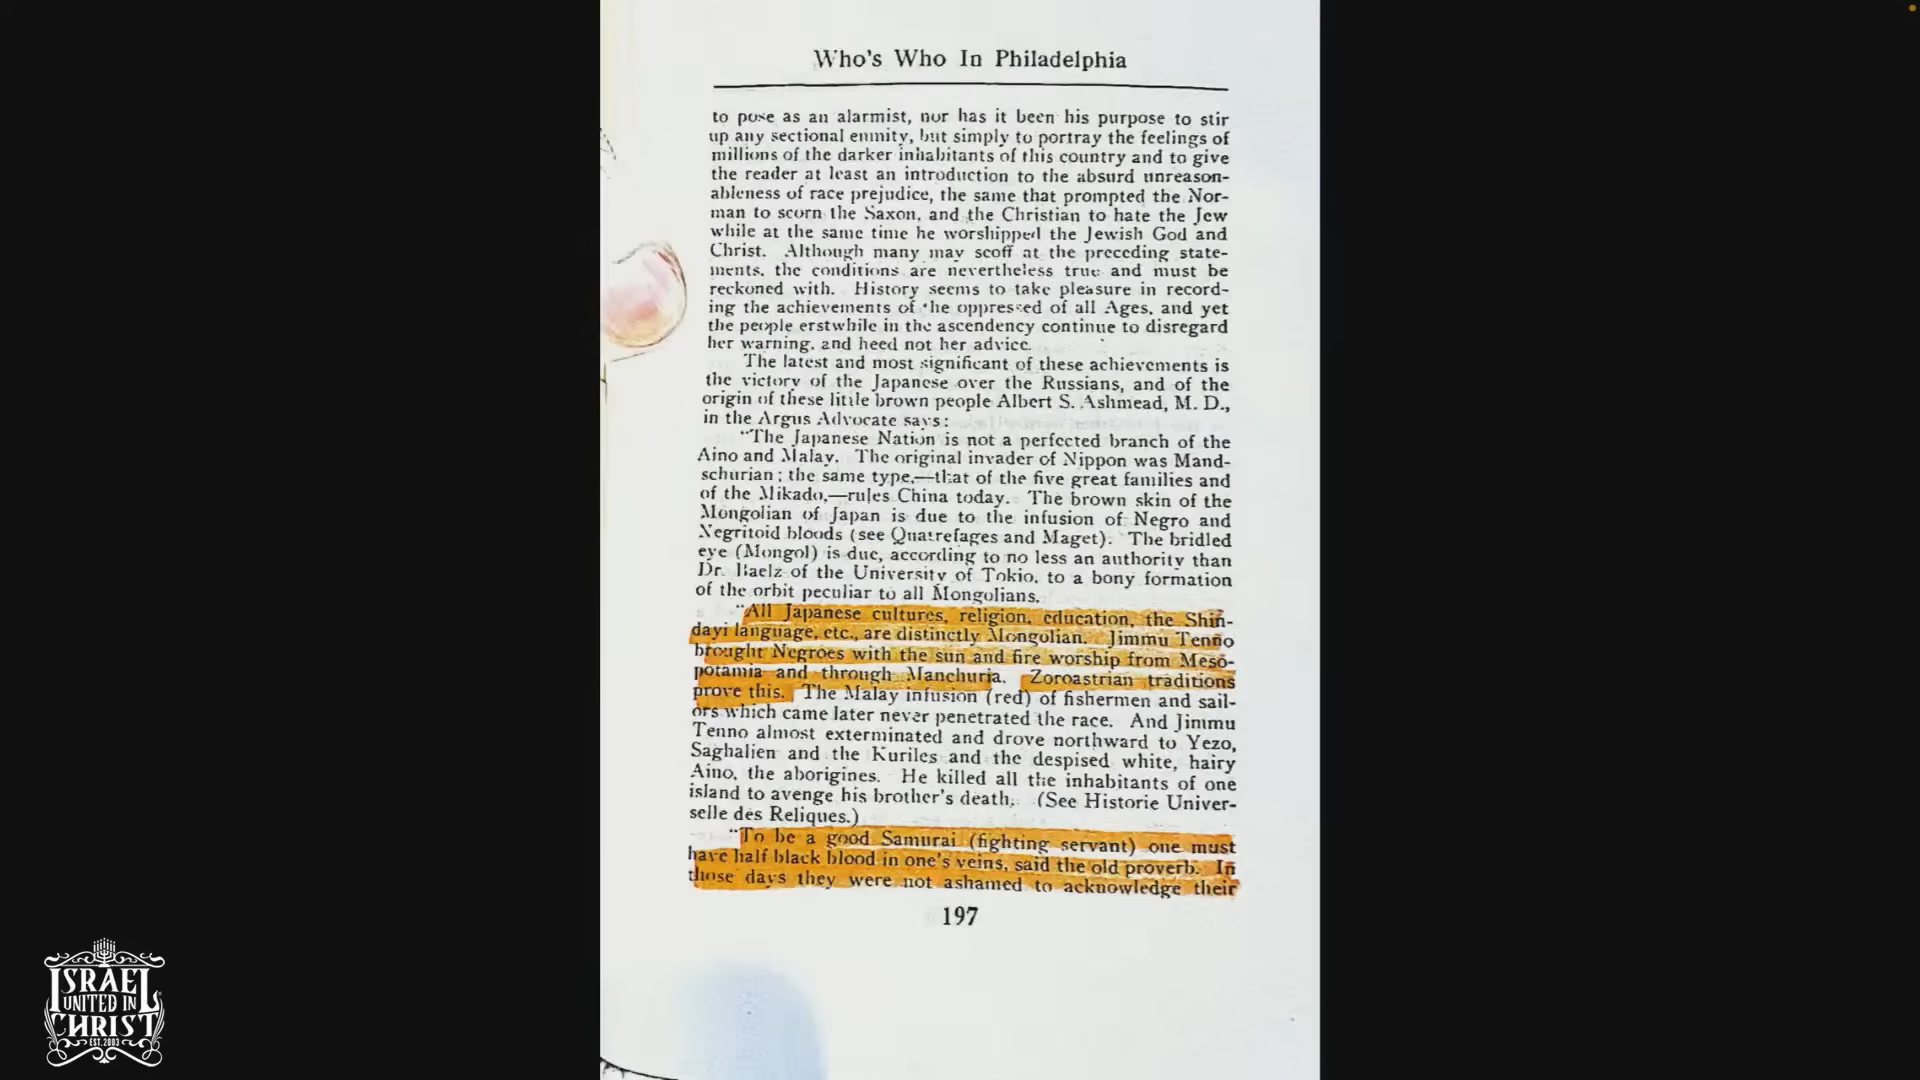 Who's Who In Philadelphia
to pose as an alarmist, nor has it been his purpose to stir
up any sectional enmity, but simply to portray the feelings of
millions of the darker inhabitants of this country and to give
the reader at least an introduction to the absurd unreason-
ableness of race prejudice, the same that prompted the Nor-
man to scorn the Saxon, and the Christian to hate the Jew
while at the same time he worshipped the Jewish God and
Christ. Although many may scoff at the preceding state-
ments, the conditions are nevertheless true and must be
reckoned with. History seems to take pleasure in record-
ing the achievements of the oppressed of all Ages, and yet
the people erstwhile in the ascendency continue to disregard
her warning, and heed not her advice.
The latest and most significant of these achievements is
the victory of the Japanese over the Russians, and of the
origin of these little brown people Albert S. Ashmead, M. D.,
in the Argus Advocate says:
"The Japanese Nation is not a perfected branch of the
Aino and Malay. The original invader of Nippon was Mand-
schurian; the same type,—that of the five great families and
of the Mikado,—rules China today. The brown skin of the
Mongolian of Japan is due to the infusion of Negro and
Negritoid bloods (see Quatrefages and Maget). The bridled
eye (Mongol) is due, according to no less an authority than
Dr. Baelz of the University of Tokio, to a bony formation
of the orbit peculiar to all Mongolians.
"All Japanese cultures, religion, education, the Shin-
dayi language, etc., are distinctly Mongolian. Jimmu Tenno
brought Negroes with the sun and fire worship from Meso-
potamia and through Manchuria. Zoroastrian traditions
prove this. The Malay infusion (red) of fishermen and sail-
ors which came later never penetrated the race. And Jimmu
Tenno almost exterminated and drove northward to Yezo,
Saghalien and the Kuriles and the despised white, hairy
Aino, the aborigines. He killed all the inhabitants of one
island to avenge his brother's death. (See Historie Univer-
selle des Reliques.)
"To be a good Samurai (fighting servant) one must
have half black blood in one's veins, said the old proverb. In
those days they were not ashamed to acknowledge their
197
ISRAEL
UNITED IN
CHRIST
EST. 2003